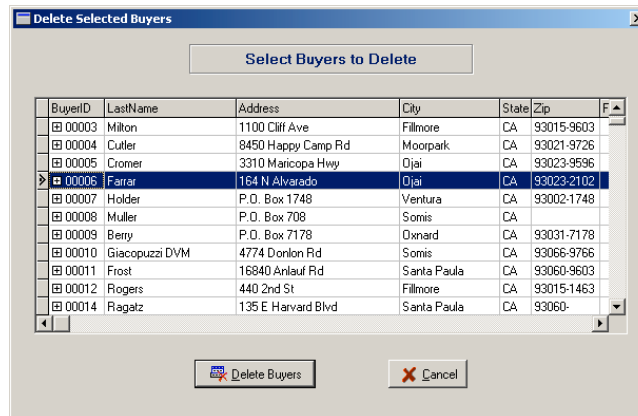 Delete Selected Buyers
Select Buyers to Delete
BuyerID LastName Address City State Zip F
00003 Milton 1100 Cliff Ave Fillmore CA 93015-9603
00004 Cutler 8450 Happy Camp Rd Moorpark CA 93021-9726
00005 Cromer 3310 Maricopa Hwy Ojai CA 93023-9596
00006 Farrar 164 N Alvarado Ojai CA 93023-2102
00007 Holder P.O. Box 1748 Ventura CA 93002-1748
00008 Muller P.O. Box 708 Somis CA
00009 Berry P.O. Box 7178 Oxnard CA 93031-7178
00010 Giacopuzzi DVM 4774 Donlon Rd Somis CA 93066-9766
00011 Frost 16840 Anlauf Rd Santa Paula CA 93060-9603
00012 Rogers 440 2nd St Fillmore CA 93015-1463
00014 Ragatz 135 E Harvard Blvd Santa Paula CA 93060-
Delete Buyers Cancel